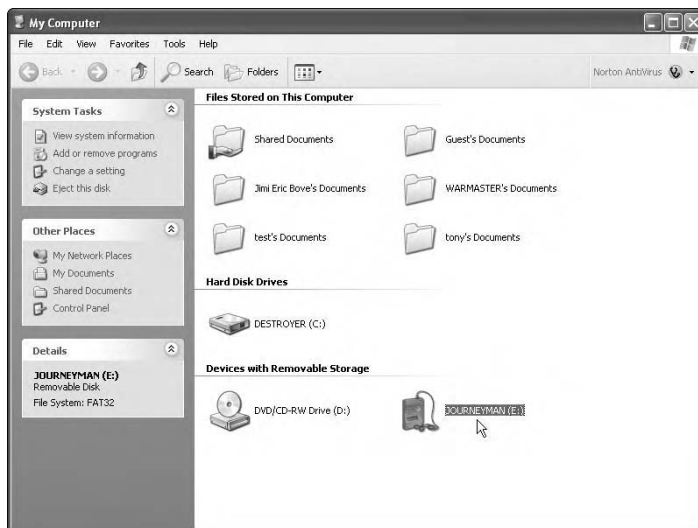 My Computer
File Edit View Favorites Tools Help
Back Search Folders Norton AntiVirus
System Tasks
View system information
Add or remove programs
Change a setting
Eject this disk
Other Places
My Network Places
My Documents
Shared Documents
Control Panel
Details
JOURNEYMAN (E:)
Removable Disk
File System: FAT32
Files Stored on This Computer
Shared Documents Guest's Documents
Jimi Eric Bove's Documents WARMASTER's Documents
test's Documents tony's Documents
Hard Disk Drives
DESTROYER (C:)
Devices with Removable Storage
DVD/CD-RW Drive (D:) JOURNEYMAN (E:)